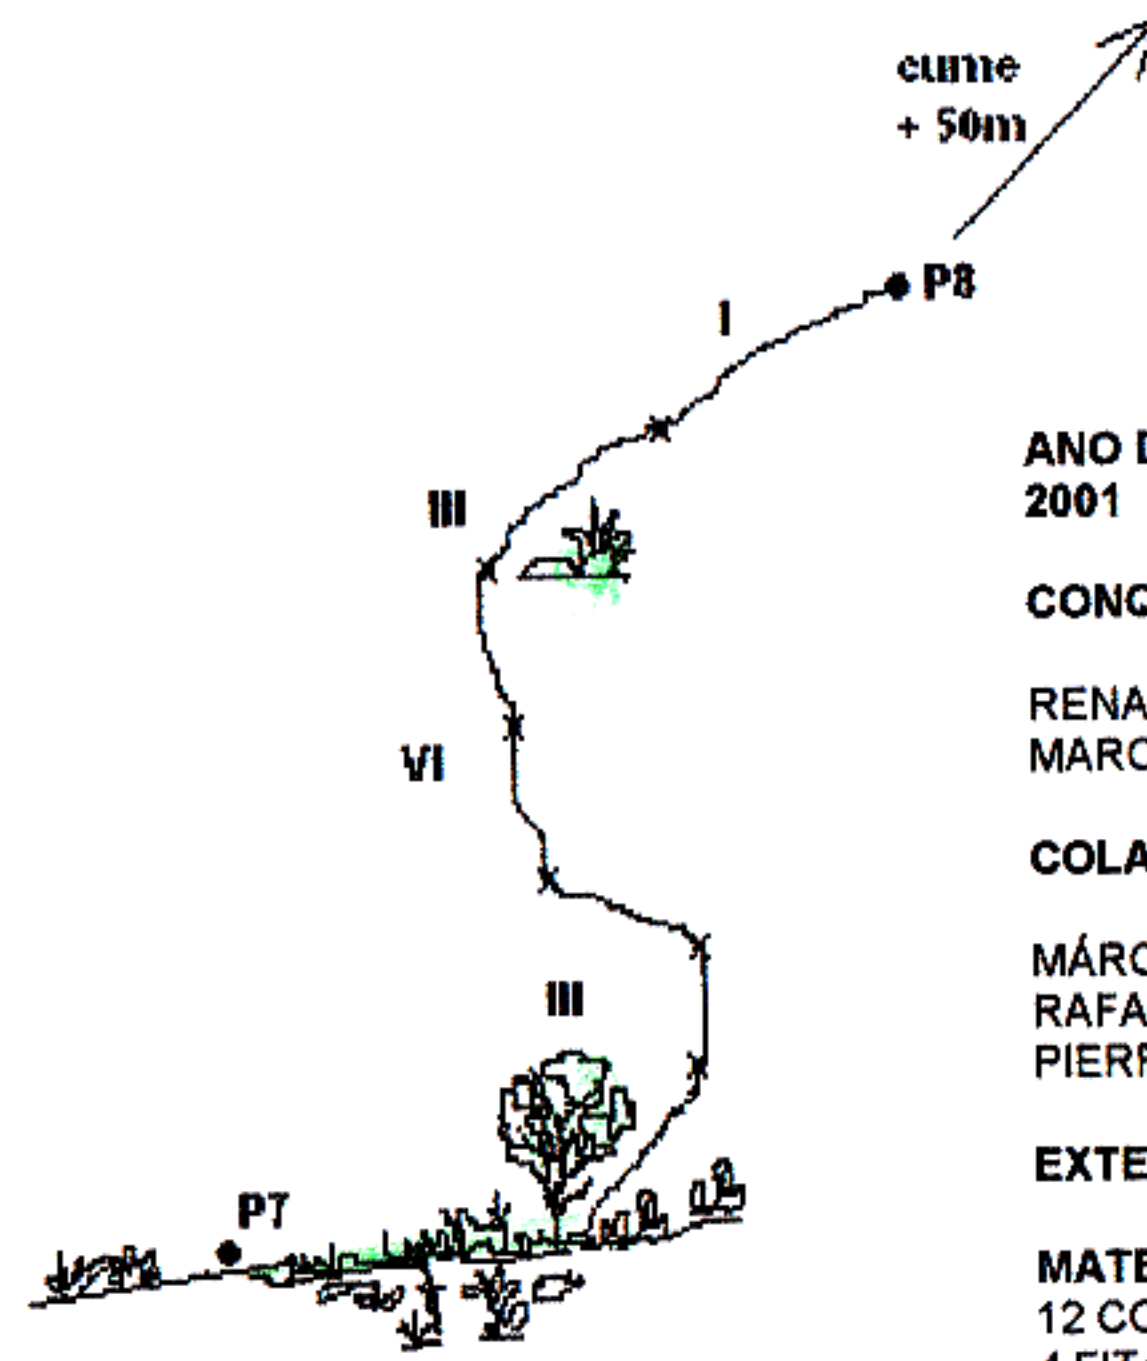 cume
+ 50m
P8
I
III
VI
III
P7
ANO
2001
CONQ
RENA
MARC
COLA
MÁRC
RAFA
PIERR
EXTE
MATE
12 CO